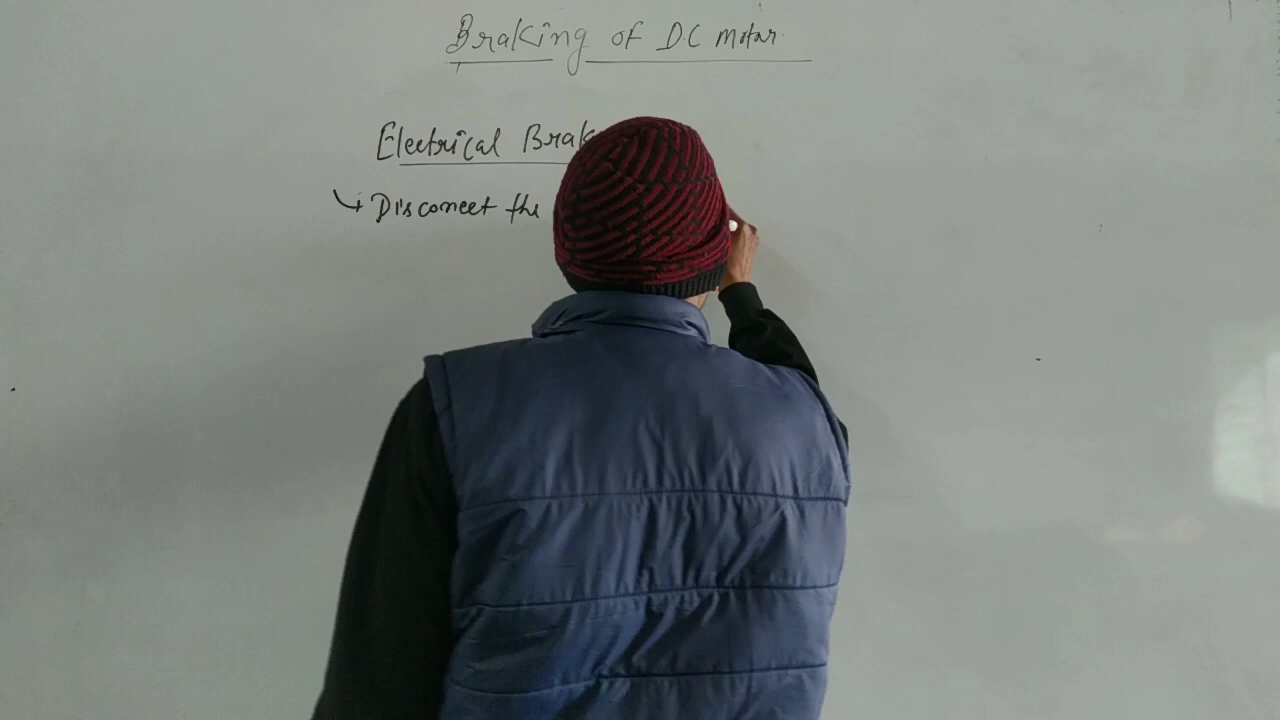 Braking of DC Motor
Electrical Brak
Disconnect the